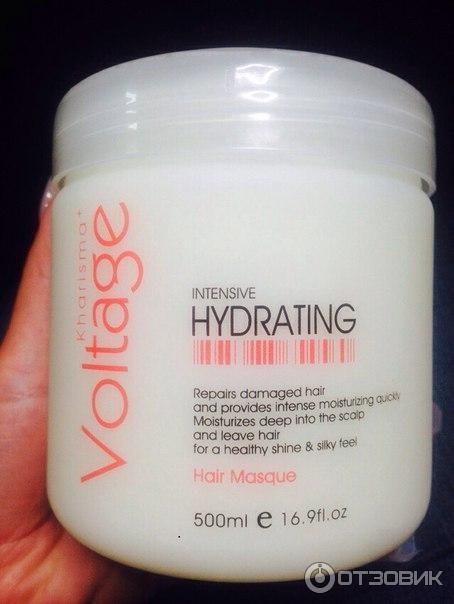 Kharisma+
Voltage
INTENSIVE
HYDRATING
Repairs damaged hair
and provides intense moisturizing quickly
Moisturizes deep into the scalp
and leave hair
for a healthy shine & silky feel
Hair Masque
500ml e 16.9fl.oz
ОТЗОВИК